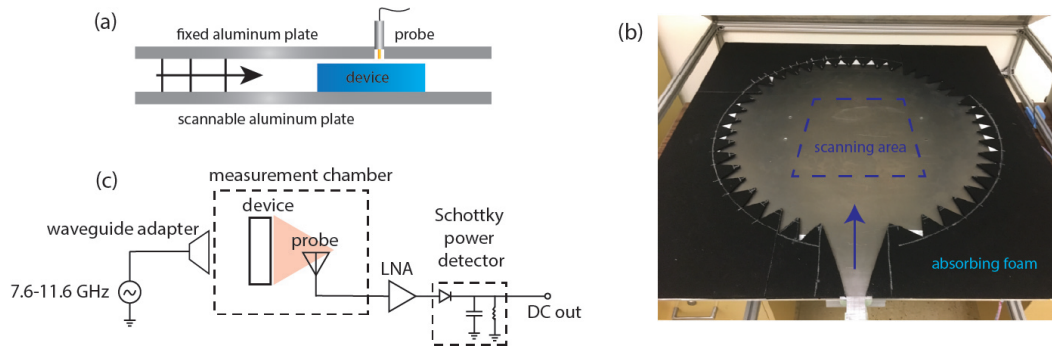 (a)
fixed aluminum plate
probe
device
scannable aluminum plate
(b)
scanning area
absorbing foam
(c)
measurement chamber
device
waveguide adapter
probe
Schottky
power
detector
LNA
7.6-11.6 GHz
DC out